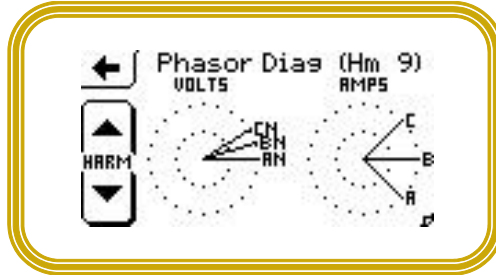 Phasor Diag (Hm 9)
VOLTS
AMPS
HARM
CN
BN
AN
C
B
A